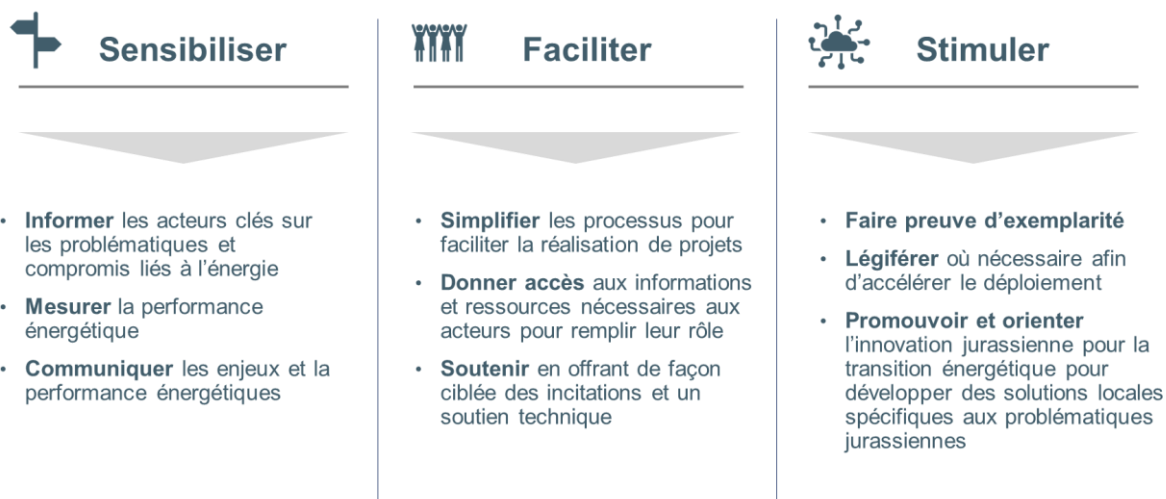 Sensibiliser
• Informer les acteurs clés sur
les problématiques et
compromis liés à l’énergie
• Mesurer la performance
énergétique
• Communiquer les enjeux et la
performance énergétiques
Faciliter
• Simplifier les processus pour
faciliter la réalisation de projets
• Donner accès aux informations
et ressources nécessaires aux
acteurs pour remplir leur rôle
• Soutenir en offrant de façon
ciblée des incitations et un
soutien technique
Stimuler
• Faire preuve d’exemplarité
• Légiférer où nécessaire afin
d’accélérer le déploiement
• Promouvoir et orienter
l’innovation jurassienne pour la
transition énergétique pour
développer des solutions locales
spécifiques aux problématiques
jurassiennes